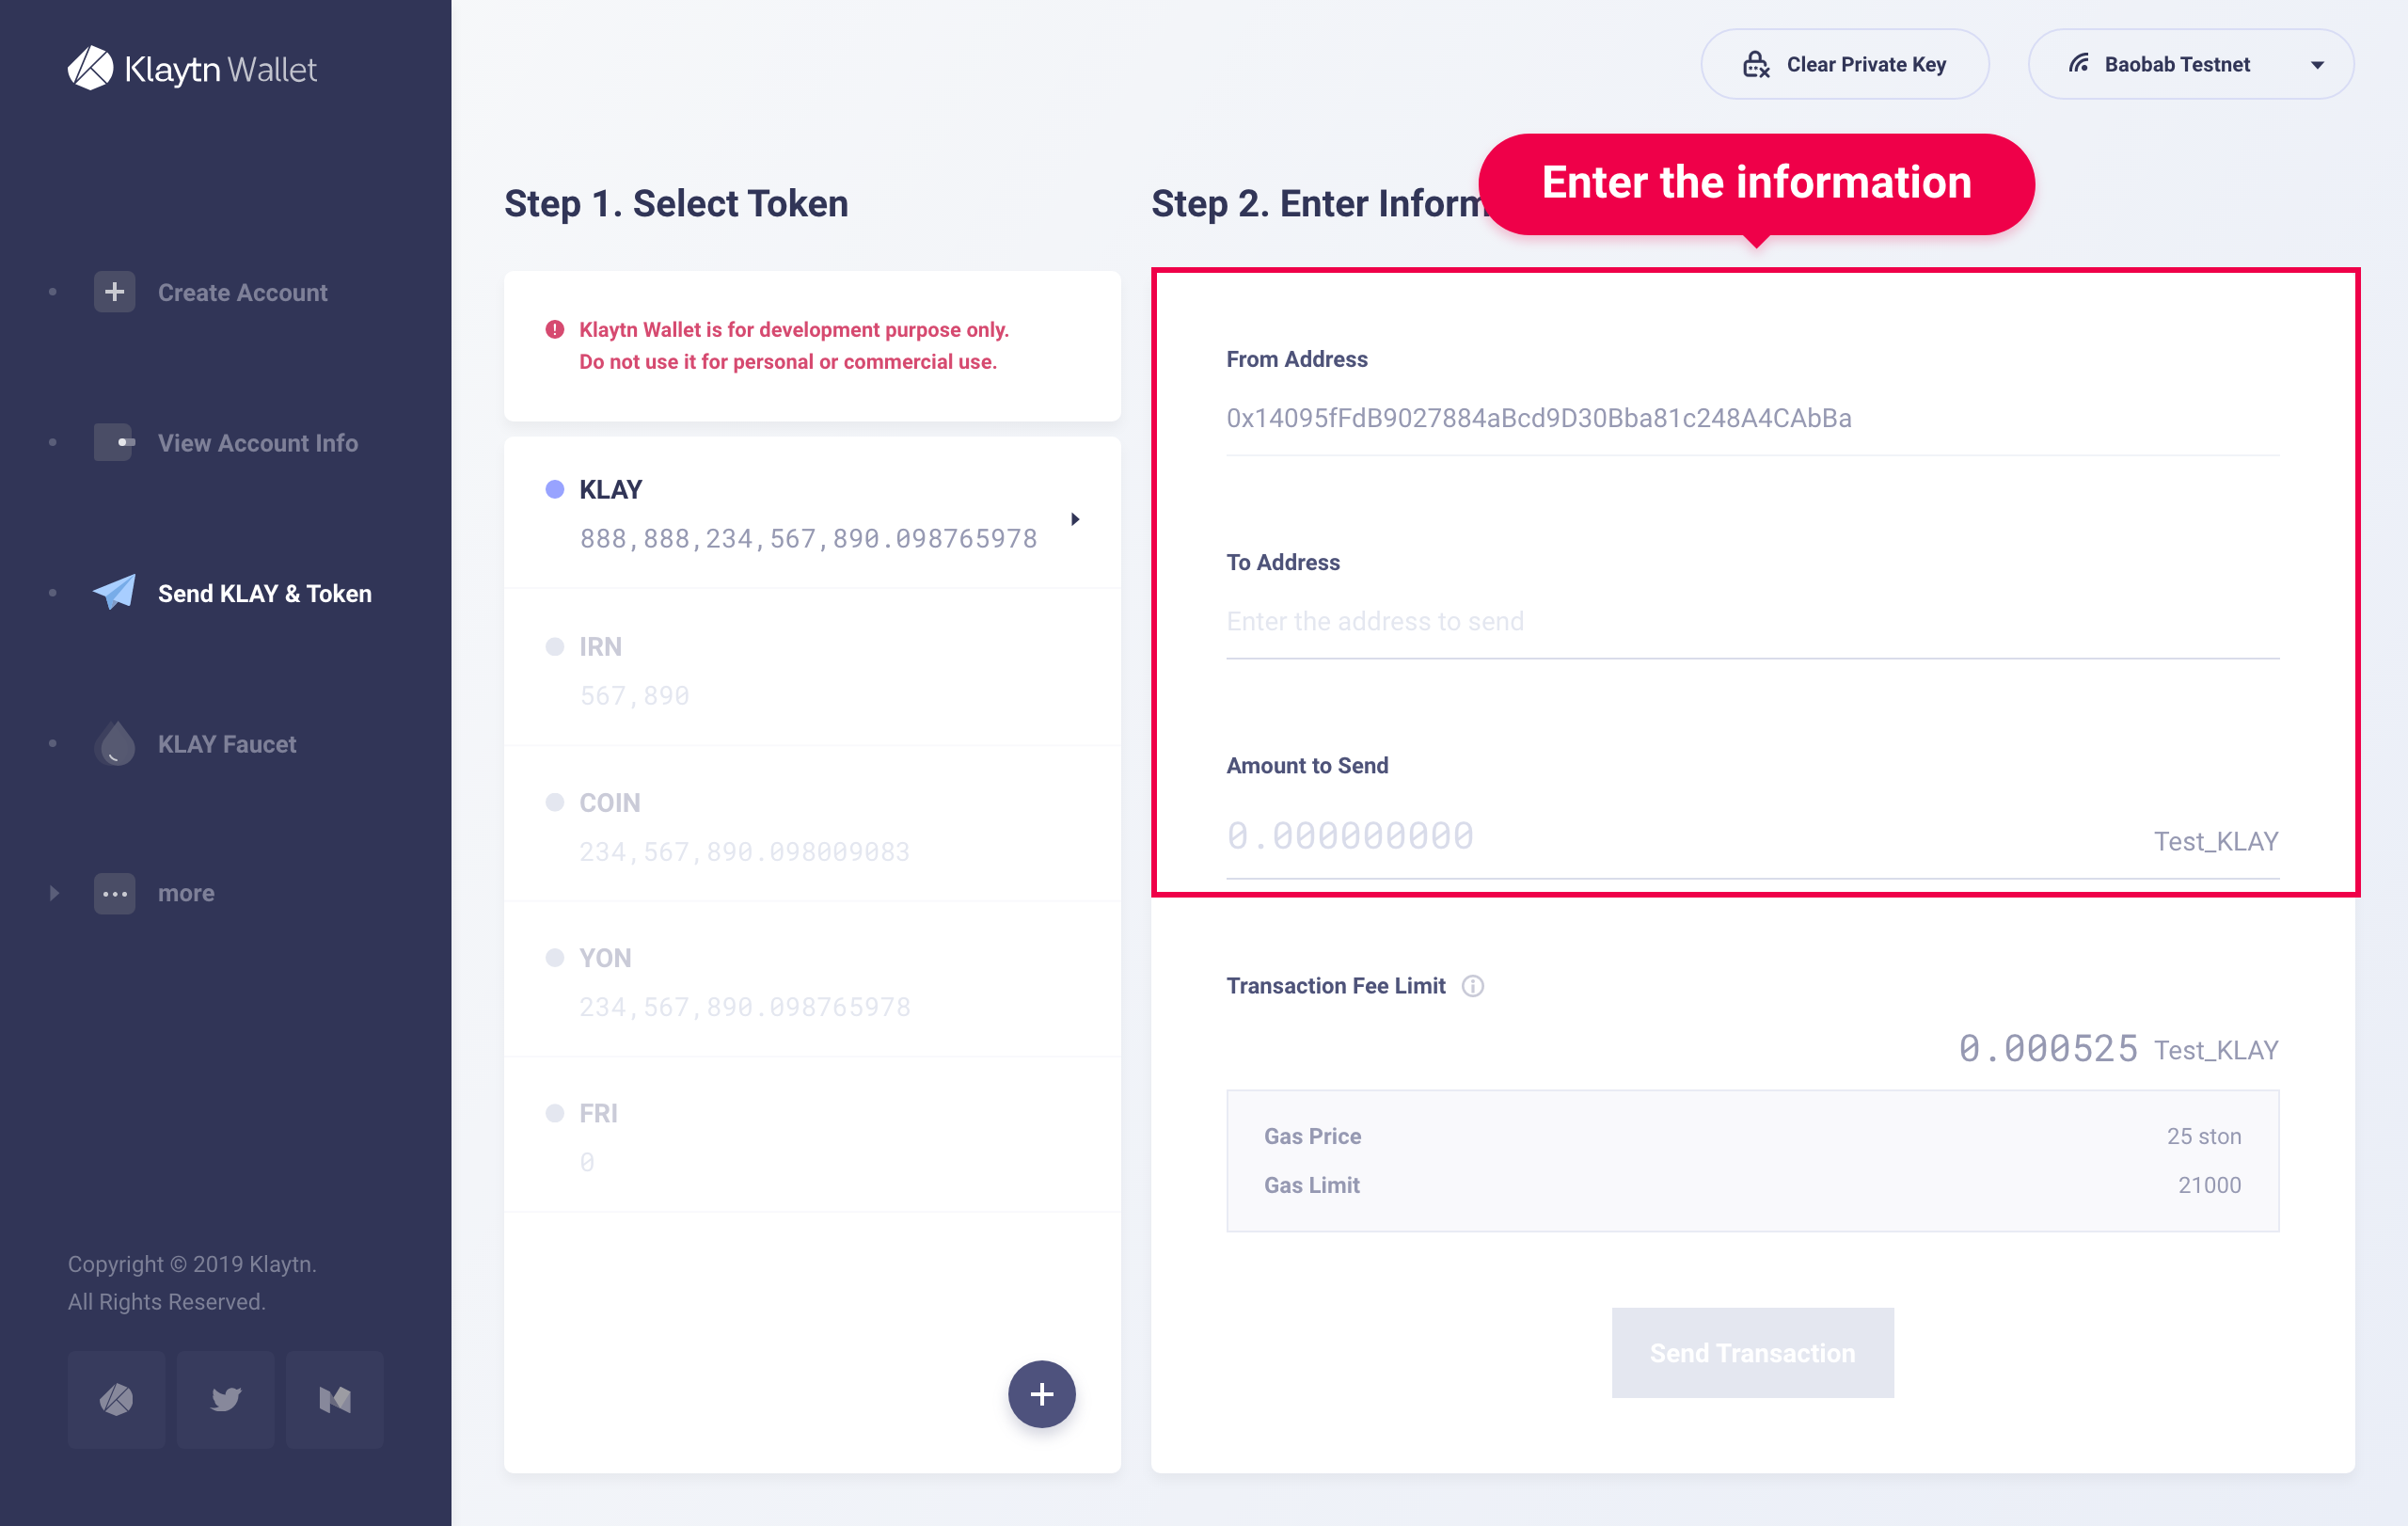 Klaytn Wallet
Create Account
View Account Info
Send KLAY & Token
KLAY Faucet
more
Copyright © 2019 Klaytn.
All Rights Reserved.
Clear Private Key
Baobab Testnet
Step 1. Select Token
Klaytn Wallet is for development purpose only.
Do not use it for personal or commercial use.
KLAY
888,888,234,567,890.098765978
IRN
567,890
COIN
234,567,890.098009083
YON
234,567,890.098765978
FRI
0
Enter the information
Step 2. Enter Inform
From Address
0x14095fFdB9027884aBcd9D30Bba81c248A4CAbBa
To Address
Enter the address to send
Amount to Send
0.000000000 Test_KLAY
Transaction Fee Limit
0.000525 Test_KLAY
Gas Price 25 ston
Gas Limit 21000
Send Transaction